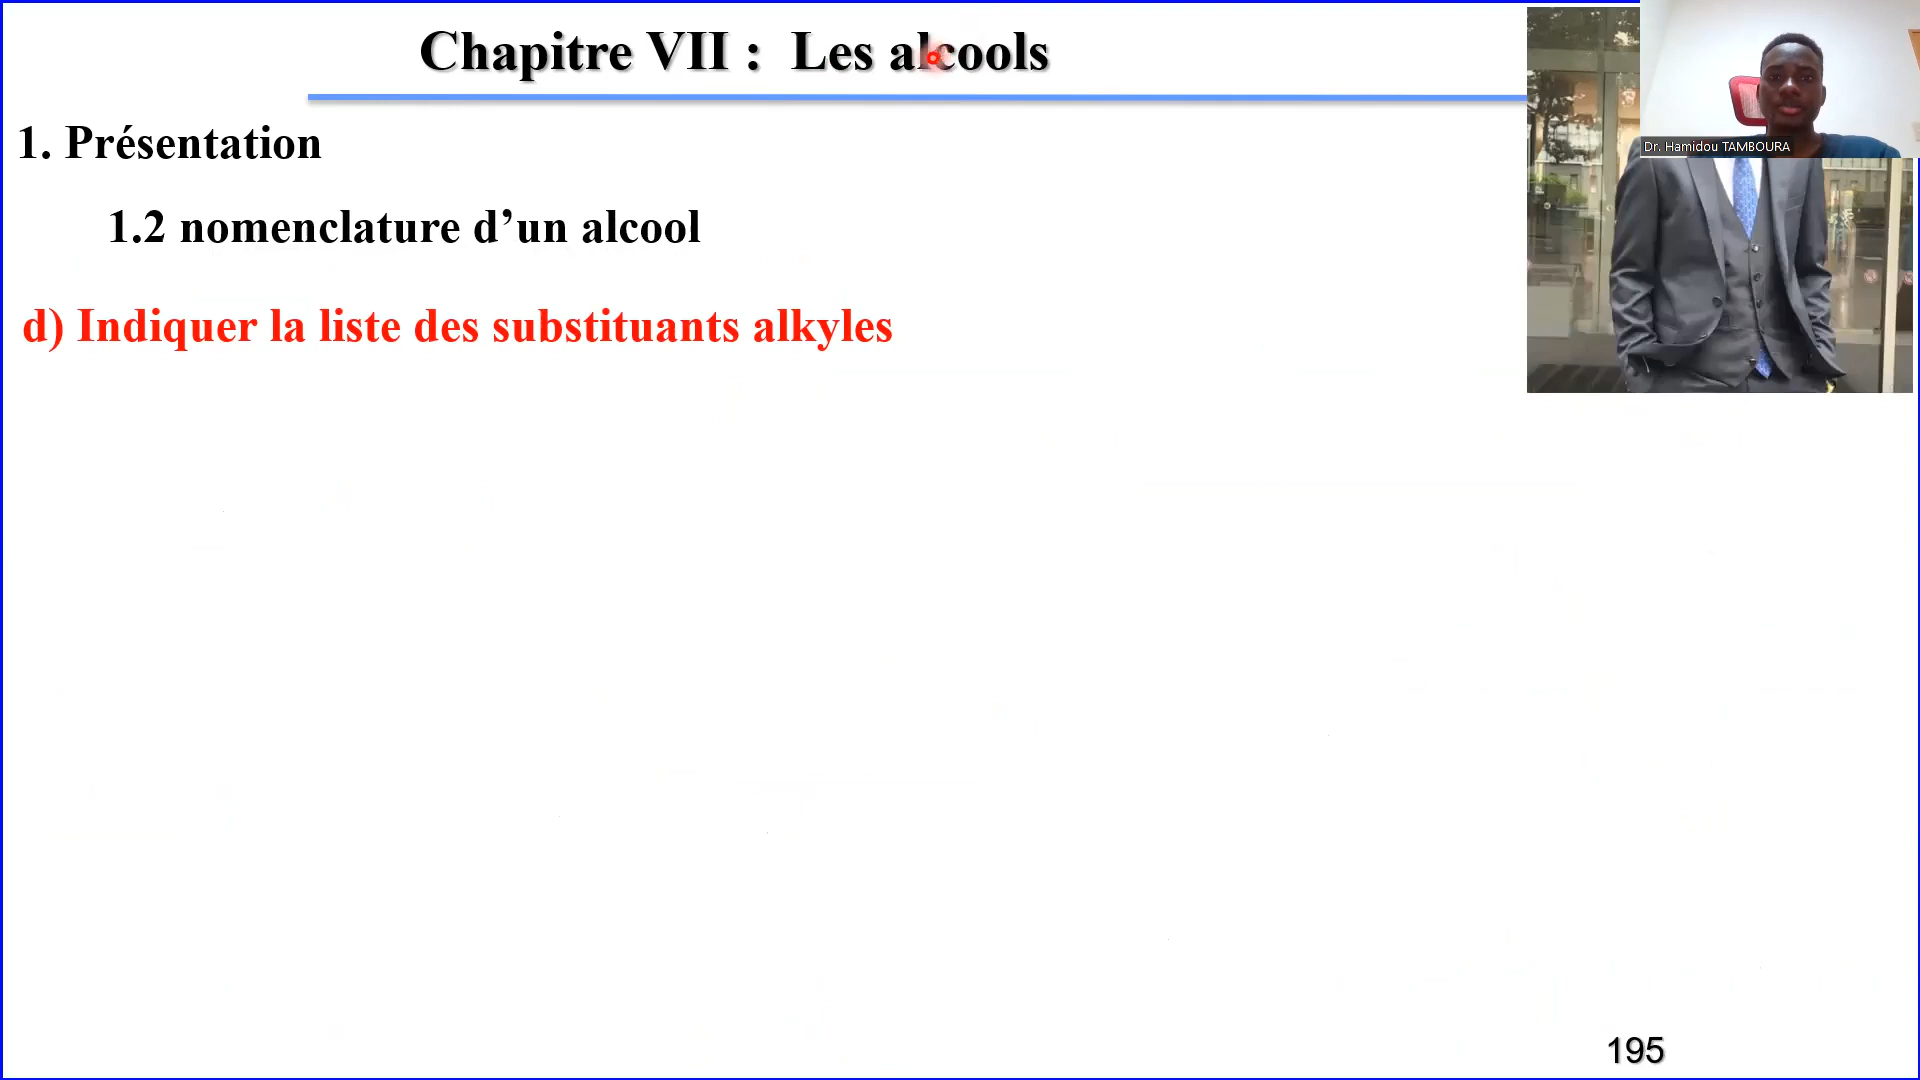 Chapitre VII : Les alcools
Dr. Hamidou TAMBOURA
1. Présentation
1.2 nomenclature d’un alcool
d) Indiquer la liste des substituants alkyles
195